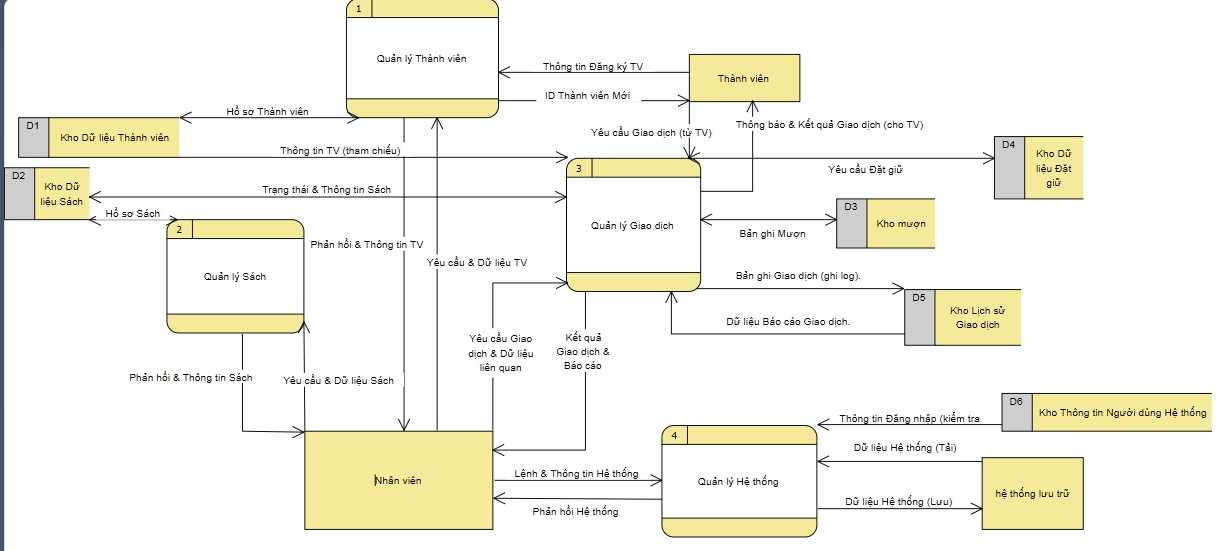 1
Quản lý Thành viên
Thông tin Đăng ký TV
Thành viên
ID Thành viên Mới
Hồ sơ Thành viên
D1
Kho Dữ liệu Thành viên
Yêu cầu Giao dịch (từ TV)
Thông báo & Kết quả Giao dịch (cho TV)
Thông tin TV (tham chiếu)
D4
Kho Dữ
liệu Đặt
giữ
3
Yêu cầu Đặt giữ
D2
Kho Dữ
liệu Sách
Trạng thái & Thông tin Sách
Hồ sơ Sách
D3
Kho mượn
Quản lý Giao dịch
Bản ghi Mượn
2
Quản lý Sách
Phản hồi & Thông tin TV
Yêu cầu & Dữ liệu TV
Bản ghi Giao dịch (ghi log).
D5
Kho Lịch sử
Giao dịch
Dữ liệu Báo cáo Giao dịch.
Yêu cầu Giao
dịch & Dữ liệu
liên quan
Kết quả
Giao dịch &
Báo cáo
Phản hồi & Thông tin Sách
Yêu cầu & Dữ liệu Sách
D6
Kho Thông tin Người dùng Hệ thống
Thông tin Đăng nhập (kiểm tra
4
Quản lý Hệ thống
Dữ liệu Hệ thống (Tải)
Nhân viên
Lệnh & Thông tin Hệ thống
hệ thống lưu trữ
Dữ liệu Hệ thống (Lưu)
Phản hồi Hệ thống